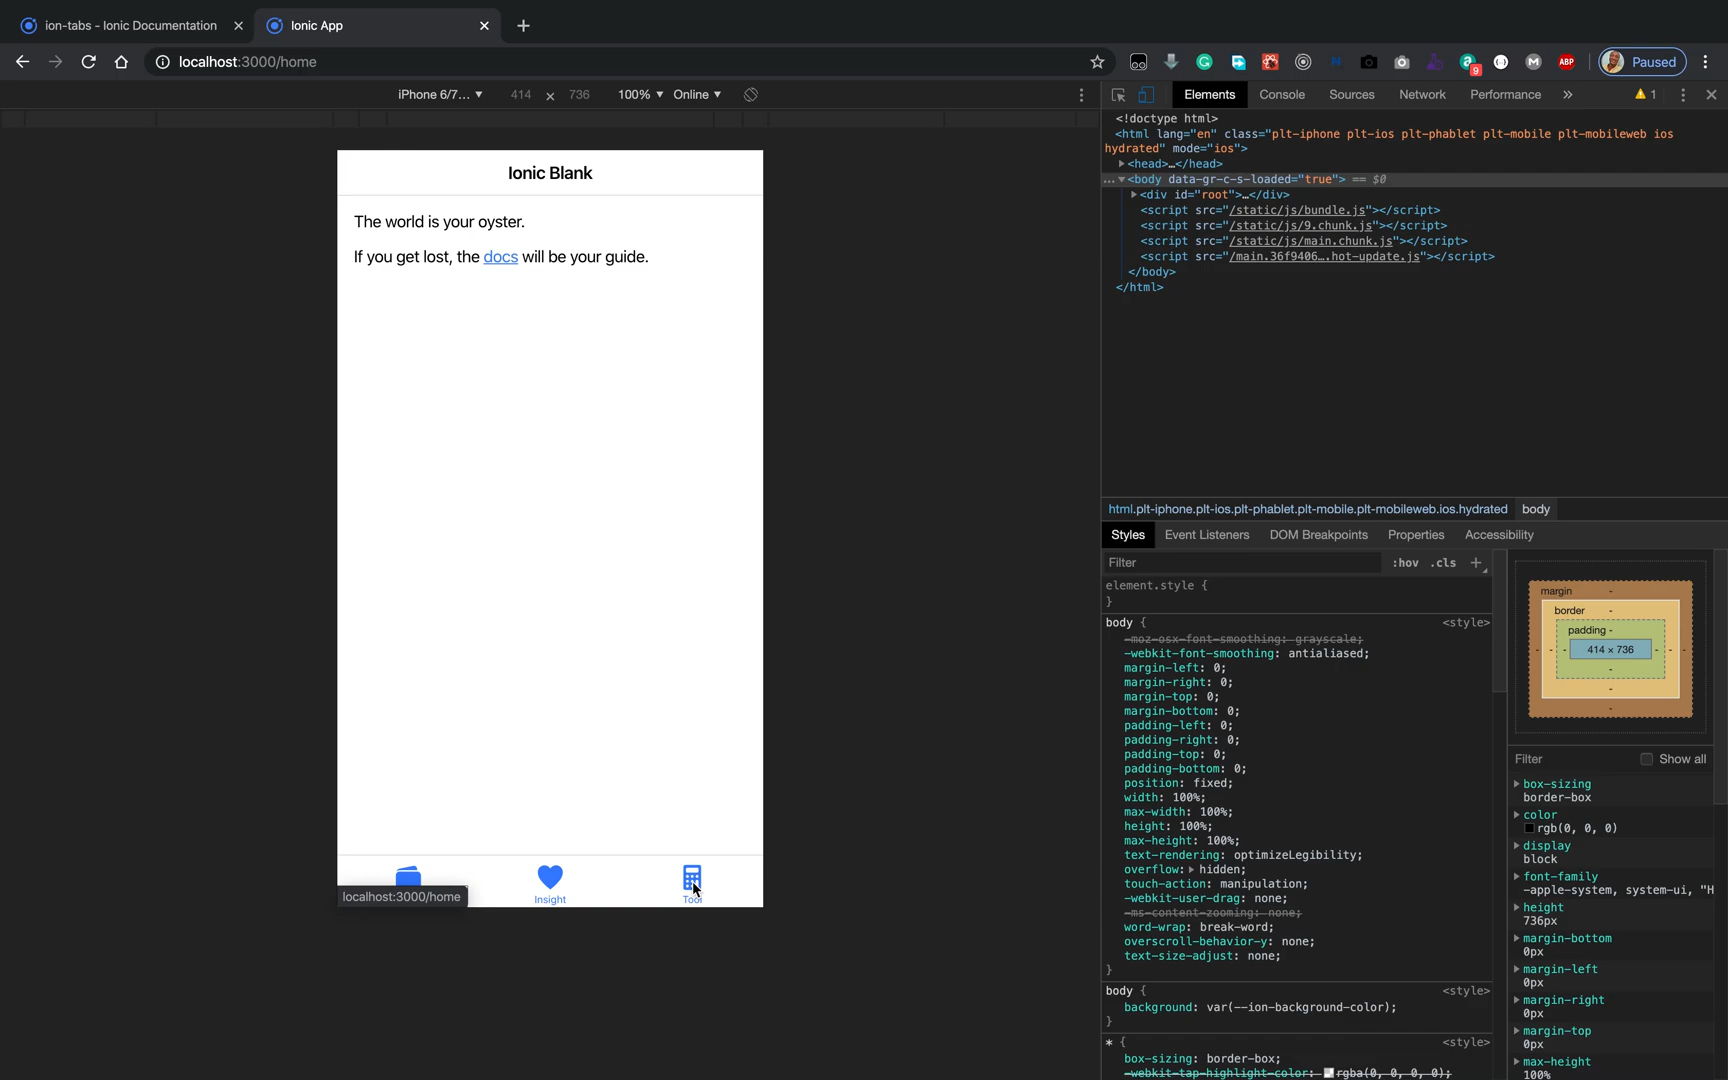 ion-tabs - Ionic Documentation
Ionic App
localhost:3000/home
9
ABP
Paused
iPhone 6/7... 414 × 736 100% Online
Elements Console Sources Network Performance » 1
Ionic Blank
The world is your oyster.
If you get lost, the docs will be your guide.
Insight
Tool
localhost:3000/home
<!doctype html>
<html lang="en" class="plt-iphone plt-ios plt-phablet plt-mobile plt-mobileweb ios
hydrated" mode="ios">
<head>…</head>
…<body data-gr-c-s-loaded="true"> == $0
<div id="root">…</div>
<script src="/static/js/bundle.js"></script>
<script src="/static/js/9.chunk.js"></script>
<script src="/static/js/main.chunk.js"></script>
<script src="/main.36f9406….hot-update.js"></script>
</body>
</html>
html.plt-iphone.plt-ios.plt-phablet.plt-mobile.plt-mobileweb.ios.hydrated body
Styles Event Listeners DOM Breakpoints Properties Accessibility
Filter :hov .cls +
element.style {
}
body { <style>
-moz-osx-font-smoothing: grayscale;
-webkit-font-smoothing: antialiased;
margin-left: 0;
margin-right: 0;
margin-top: 0;
margin-bottom: 0;
padding-left: 0;
padding-right: 0;
padding-top: 0;
padding-bottom: 0;
position: fixed;
width: 100%;
max-width: 100%;
height: 100%;
max-height: 100%;
text-rendering: optimizeLegibility;
overflow: hidden;
touch-action: manipulation;
-webkit-user-drag: none;
-ms-content-zooming: none;
word-wrap: break-word;
overscroll-behavior-y: none;
text-size-adjust: none;
}
body { <style>
background: var(--ion-background-color);
}
* { <style>
box-sizing: border-box;
-webkit-tap-highlight-color: rgba(0, 0, 0, 0);
margin -
border -
padding -
- - - 414 × 736 - - -
-
-
-
Filter Show all
box-sizing
border-box
color
rgb(0, 0, 0)
display
block
font-family
-apple-system, system-ui, "H
height
736px
margin-bottom
0px
margin-left
0px
margin-right
0px
margin-top
0px
max-height
100%